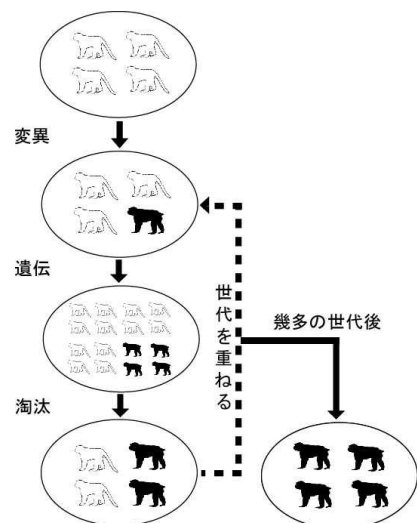 変異
遺伝
淘汰
世代を重ねる
幾多の世代後